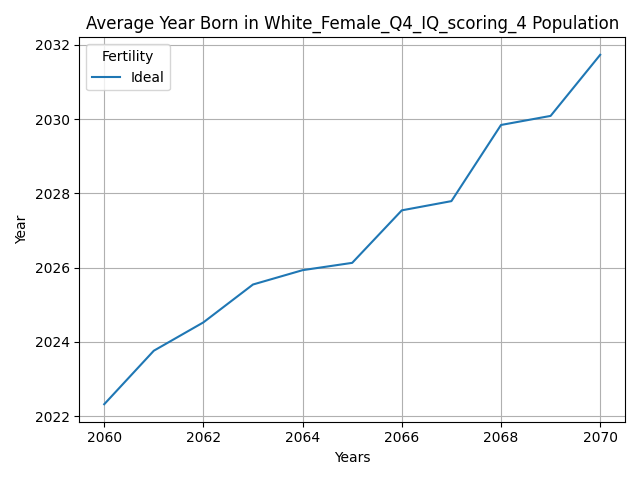 Average Year Born in White_Female_Q4_IQ_scoring_4 Population
Fertility
Ideal
2032
2030
2028
2026
2024
2022
Year
2060 2062 2064 2066 2068 2070
Years